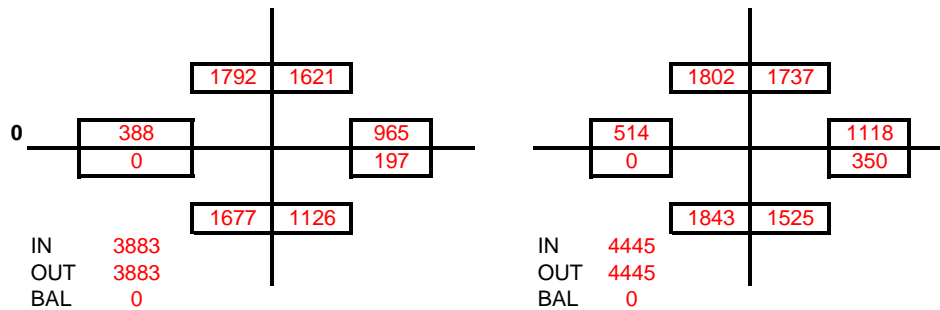 1792 1621 1802 1737
0 388 965 514 1118
0 197 0 350
1677 1126 1843 1525
IN 3883 IN 4445
OUT 3883 OUT 4445
BAL 0 BAL 0